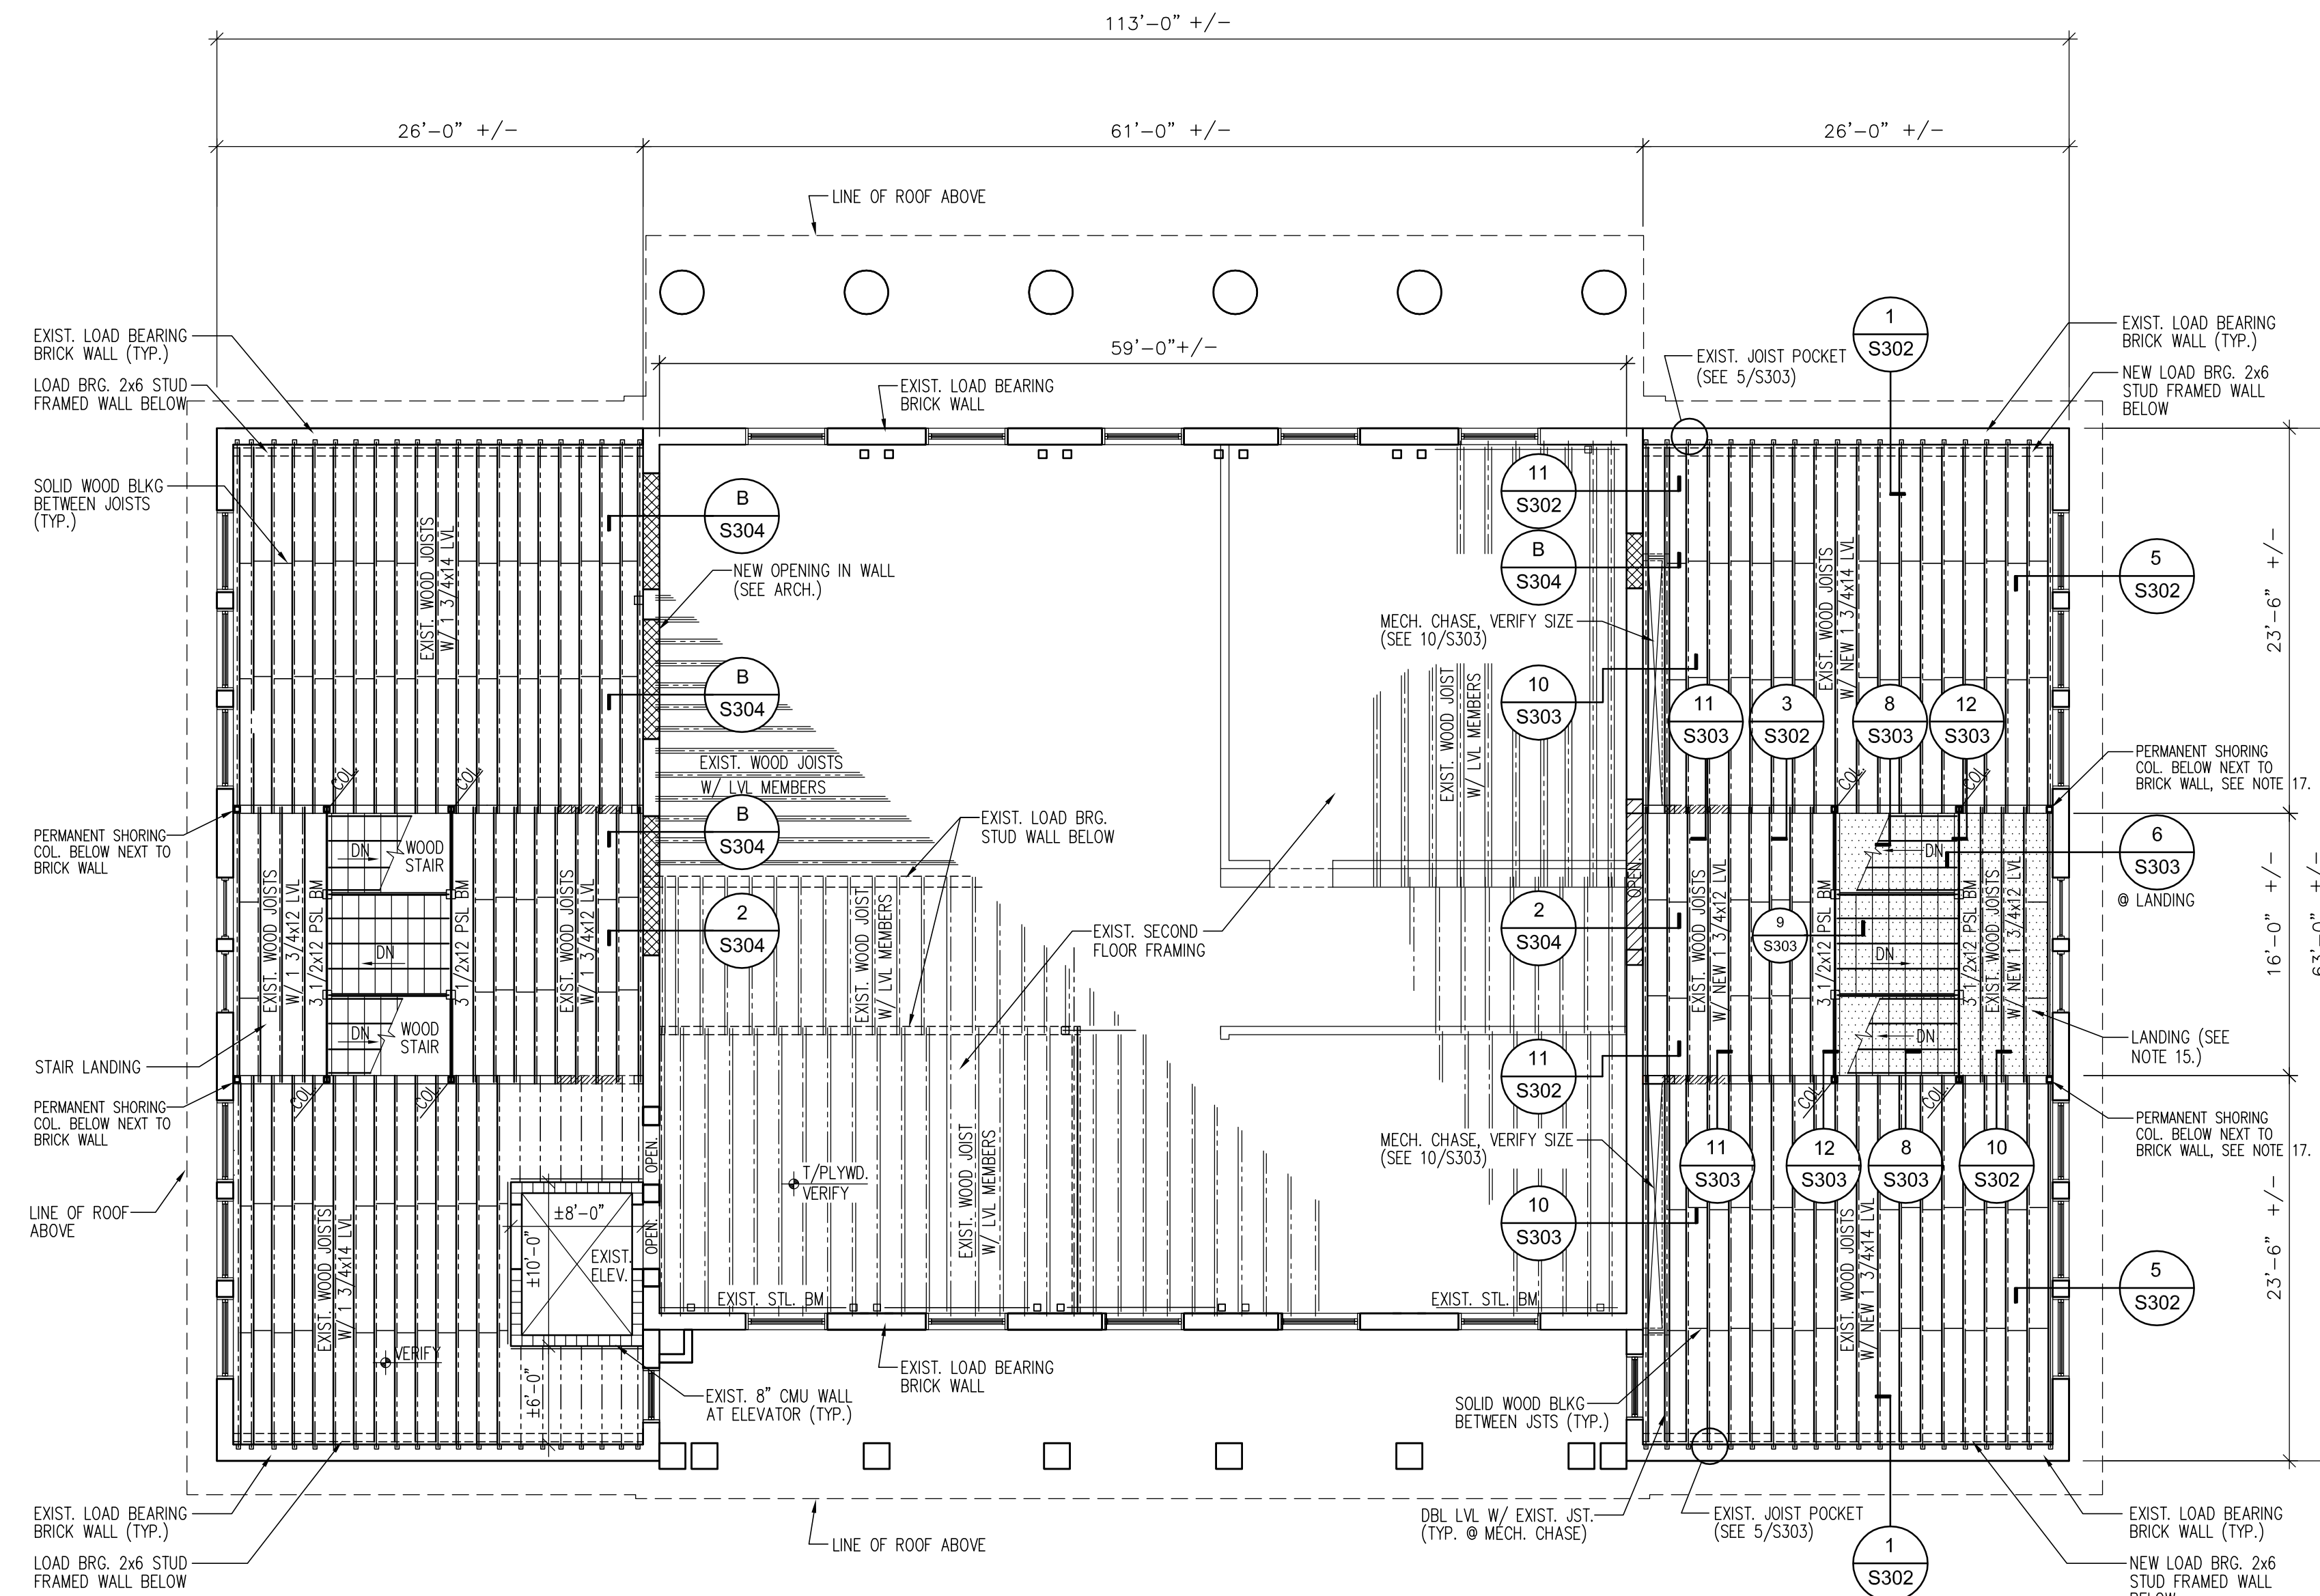 113'-0" +/-
26'-0" +/-
61'-0" +/-
26'-0" +/-
LINE OF ROOF ABOVE
59'-0"+/-
EXIST. LOAD BEARING
BRICK WALL (TYP.)
LOAD BRG. 2x6 STUD
FRAMED WALL BELOW
SOLID WOOD BLKG
BETWEEN JOISTS
(TYP.)
EXIST. WOOD JOISTS
W/ 1 3/4x14 LVL
EXIST. LOAD BEARING
BRICK WALL
B
S304
NEW OPENING IN WALL
(SEE ARCH.)
B
S304
EXIST. WOOD JOISTS
W/ LVL MEMBERS
B
S304
2
S304
EXIST. JOIST POCKET
(SEE 5/S303)
1
S302
EXIST. LOAD BEARING
BRICK WALL (TYP.)
NEW LOAD BRG. 2x6
STUD FRAMED WALL
BELOW
11
S302
B
S304
MECH. CHASE, VERIFY SIZE
(SEE 10/S303)
10
S303
EXIST. WOOD JOIST
W/ LVL MEMBERS
EXIST. WOOD JOISTS
W/ NEW 1 3/4x14 LVL
5
S302
23'-6" +/-
11
S303
3
S302
8
S303
12
S303
PERMANENT SHORING
COL. BELOW NEXT TO
BRICK WALL, SEE NOTE 17.
COL.
COL.
COL.
COL.
PERMANENT SHORING
COL. BELOW NEXT TO
BRICK WALL
DN
WOOD
STAIR
DN
DN
WOOD
STAIR
EXIST. WOOD JOISTS
W/ 1 3/4x12 LVL
3 1/2x12 PSL BM
3 1/2x12 PSL BM
EXIST. WOOD JOISTS
W/ 1 3/4x12 LVL
EXIST. LOAD BRG.
STUD WALL BELOW
EXIST. WOOD JOIST
W/ LVL MEMBERS
EXIST. SECOND
FLOOR FRAMING
OPEN
2
S304
EXIST. WOOD JOISTS
W/ NEW 1 3/4x12 LVL
9
S303
3 1/2x12 PSL BM
DN
DN
DN
3 1/2x12 PSL BM
EXIST. WOOD JOISTS
W/ NEW 1 3/4x12 LVL
6
S303
@ LANDING
16'-0" +/-
63'-0" +/-
LANDING (SEE
NOTE 15.)
STAIR LANDING
PERMANENT SHORING
COL. BELOW NEXT TO
BRICK WALL
COL.
COL.
11
S302
MECH. CHASE, VERIFY SIZE
(SEE 10/S303)
10
S303
COL.
COL.
11
S303
12
S303
8
S303
10
S302
PERMANENT SHORING
COL. BELOW NEXT TO
BRICK WALL, SEE NOTE 17.
LINE OF ROOF
ABOVE
EXIST. WOOD JOISTS
W/ 1 3/4x14 LVL
VERIFY
±8'-0"
±10'-0"
EXIST.
ELEV.
±6'-0"
OPEN.
OPEN.
T/PLYWD.
VERIFY
EXIST. WOOD JOIST
W/ LVL MEMBERS
EXIST. STL. BM
EXIST. STL. BM
EXIST. WOOD JOISTS
W/ NEW 1 3/4x14 LVL
23'-6" +/-
5
S302
EXIST. 8" CMU WALL
AT ELEVATOR (TYP.)
EXIST. LOAD BEARING
BRICK WALL
SOLID WOOD BLKG
BETWEEN JSTS (TYP.)
EXIST. LOAD BEARING
BRICK WALL (TYP.)
LOAD BRG. 2x6 STUD
FRAMED WALL BELOW
LINE OF ROOF ABOVE
DBL LVL W/ EXIST. JST.
(TYP. @ MECH. CHASE)
EXIST. JOIST POCKET
(SEE 5/S303)
1
S302
EXIST. LOAD BEARING
BRICK WALL (TYP.)
NEW LOAD BRG. 2x6
STUD FRAMED WALL
BELOW